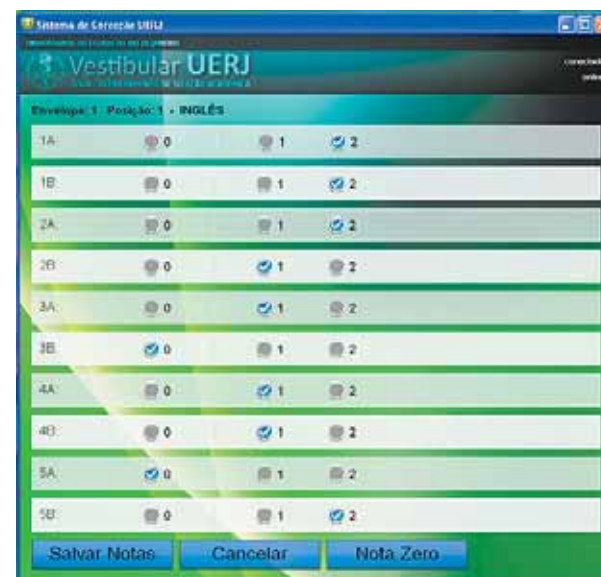 Sistema de Correção UERJ
Vestibular UERJ
Envelope: 1 Posição: 1 - INGLÊS
1A: 0 1 2
1B: 0 1 2
2A: 0 1 2
2B: 0 1 2
3A: 0 1 2
3B: 0 1 2
4A: 0 1 2
4B: 0 1 2
5A: 0 1 2
5B: 0 1 2
Salvar Notas Cancelar Nota Zero